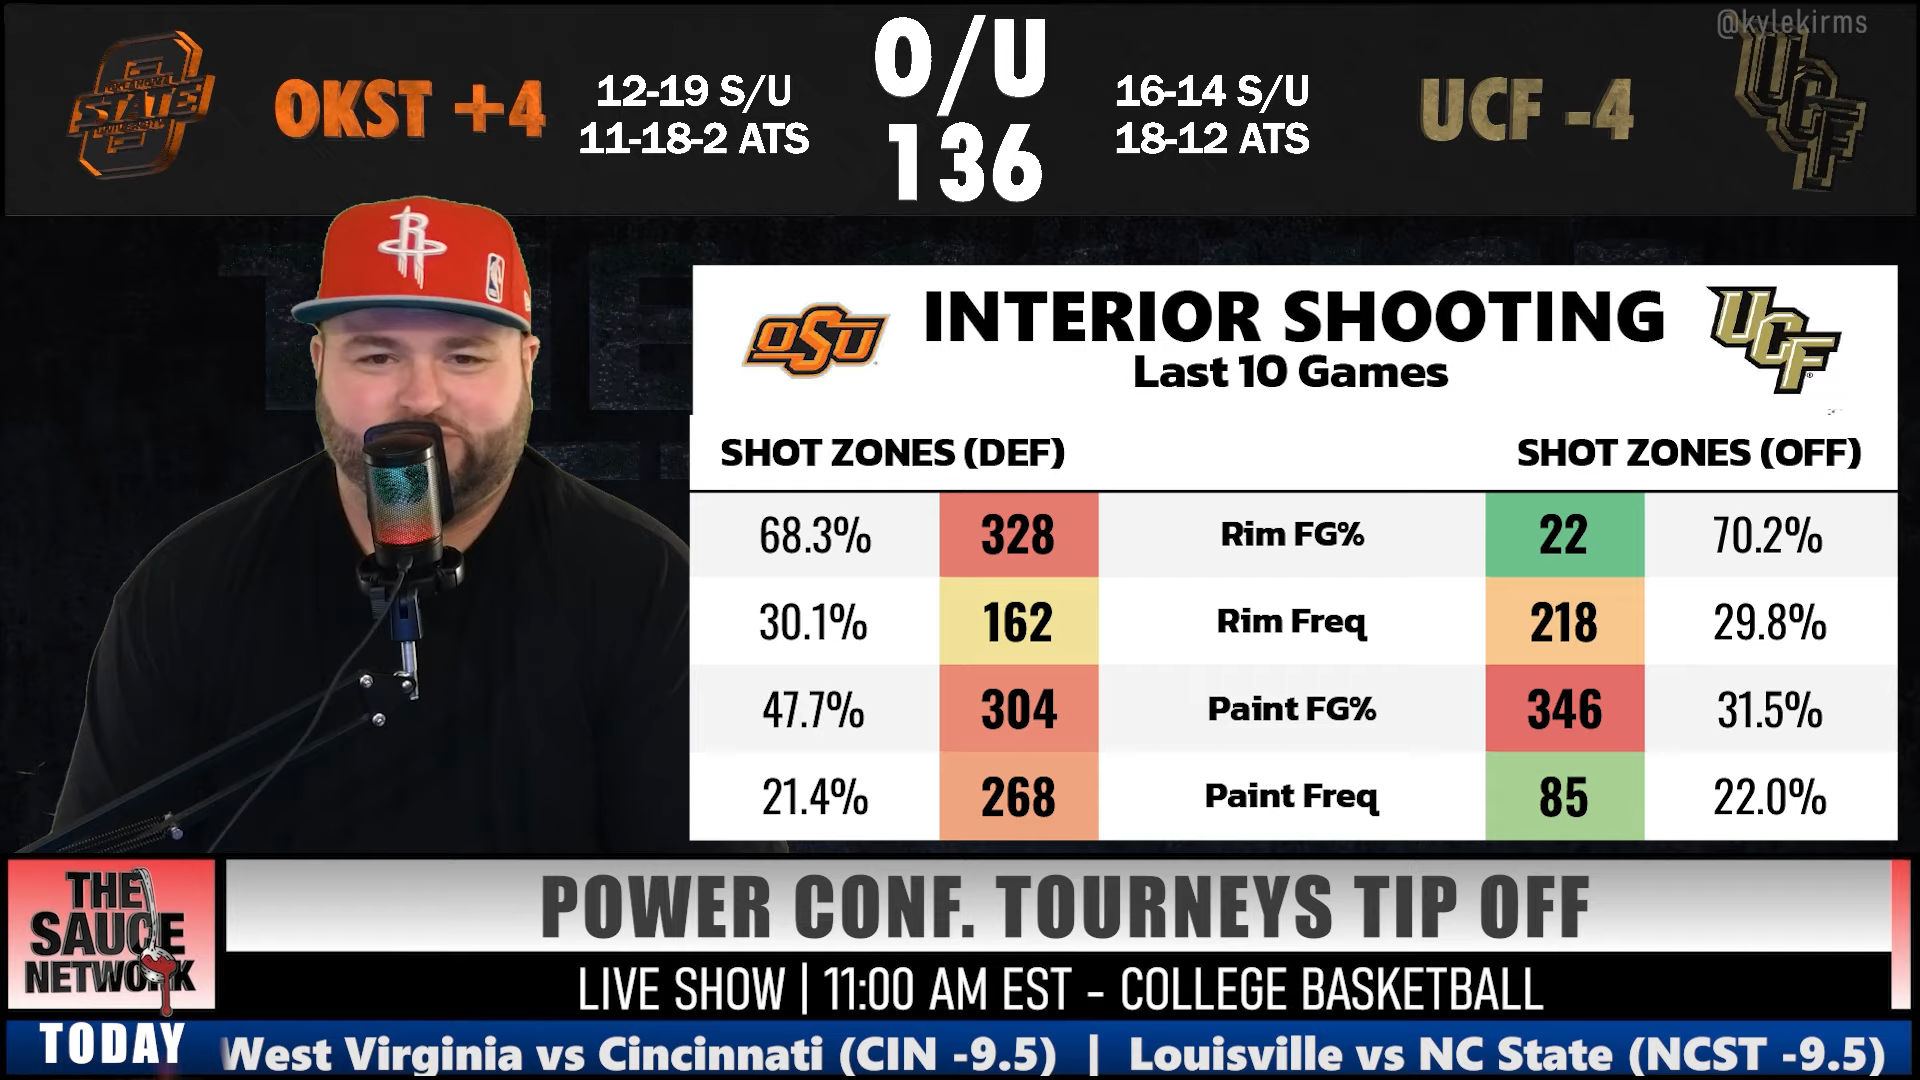 @kylekirms
STATE
OKST +4
12-19 S/U
11-18-2 ATS
O/U
136
16-14 S/U
18-12 ATS
UCF -4
UCF
R
OSU
INTERIOR SHOOTING
Last 10 Games
UCF
SHOT ZONES (DEF)
SHOT ZONES (OFF)
68.3% 328 Rim FG% 22 70.2%
30.1% 162 Rim Freq 218 29.8%
47.7% 304 Paint FG% 346 31.5%
21.4% 268 Paint Freq 85 22.0%
THE
SAUCE
NETWORK
POWER CONF. TOURNEYS TIP OFF
LIVE SHOW | 11:00 AM EST - COLLEGE BASKETBALL
TODAY
West Virginia vs Cincinnati (CIN -9.5) | Louisville vs NC State (NCST -9.5)